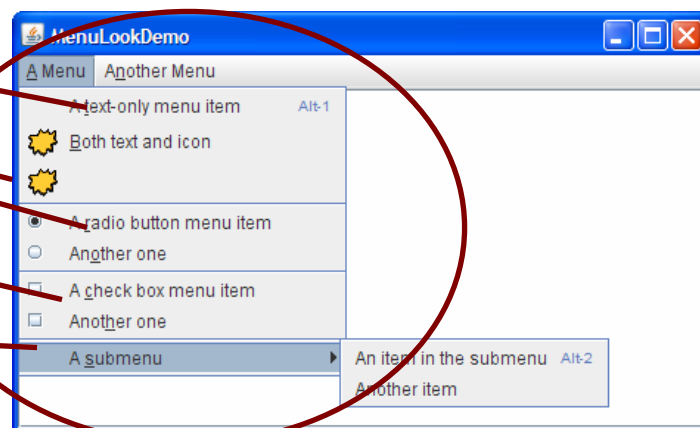 MenuLookDemo
A Menu Another Menu
A text-only menu item Alt-1
Both text and icon
A radio button menu item
Another one
A check box menu item
Another one
A submenu An item in the submenu Alt-2
Another item